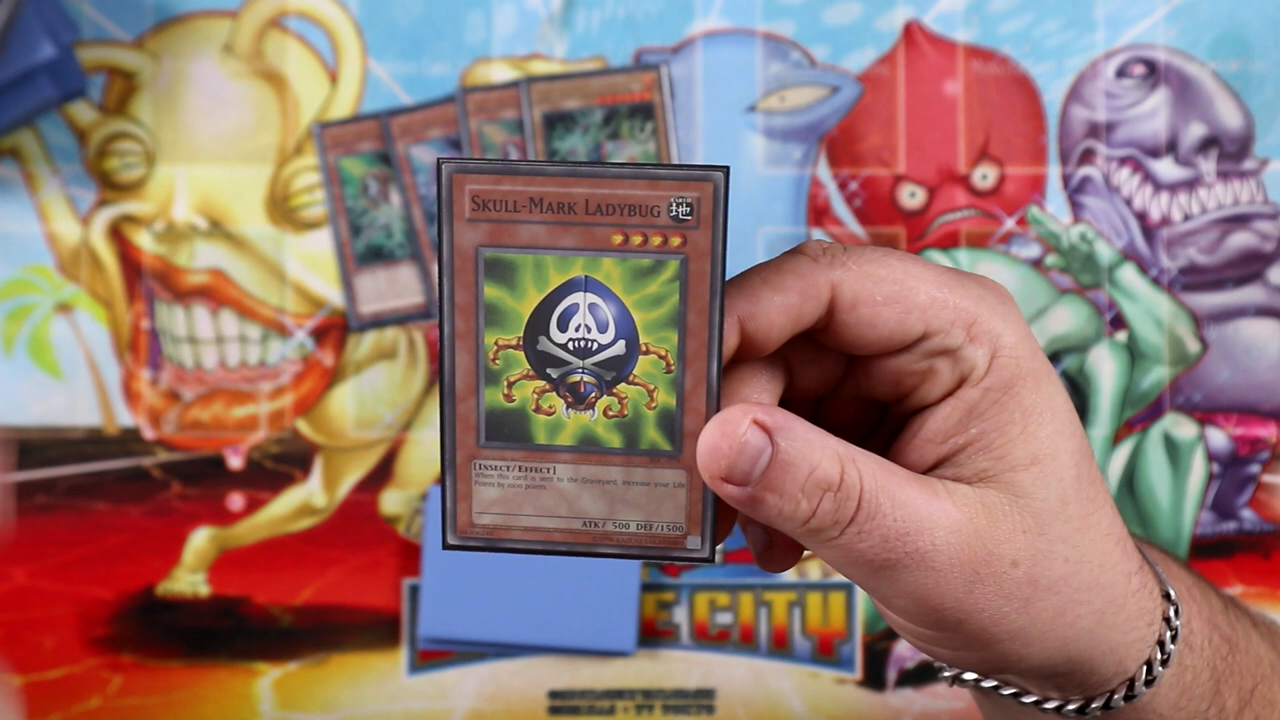 SKULL-MARK LADYBUG
EARTH
地
[INSECT/EFFECT]
When this card is sent to the Graveyard, increase your Life
Points by 1000 points.
ATK/ 500 DEF/1500
E CITY